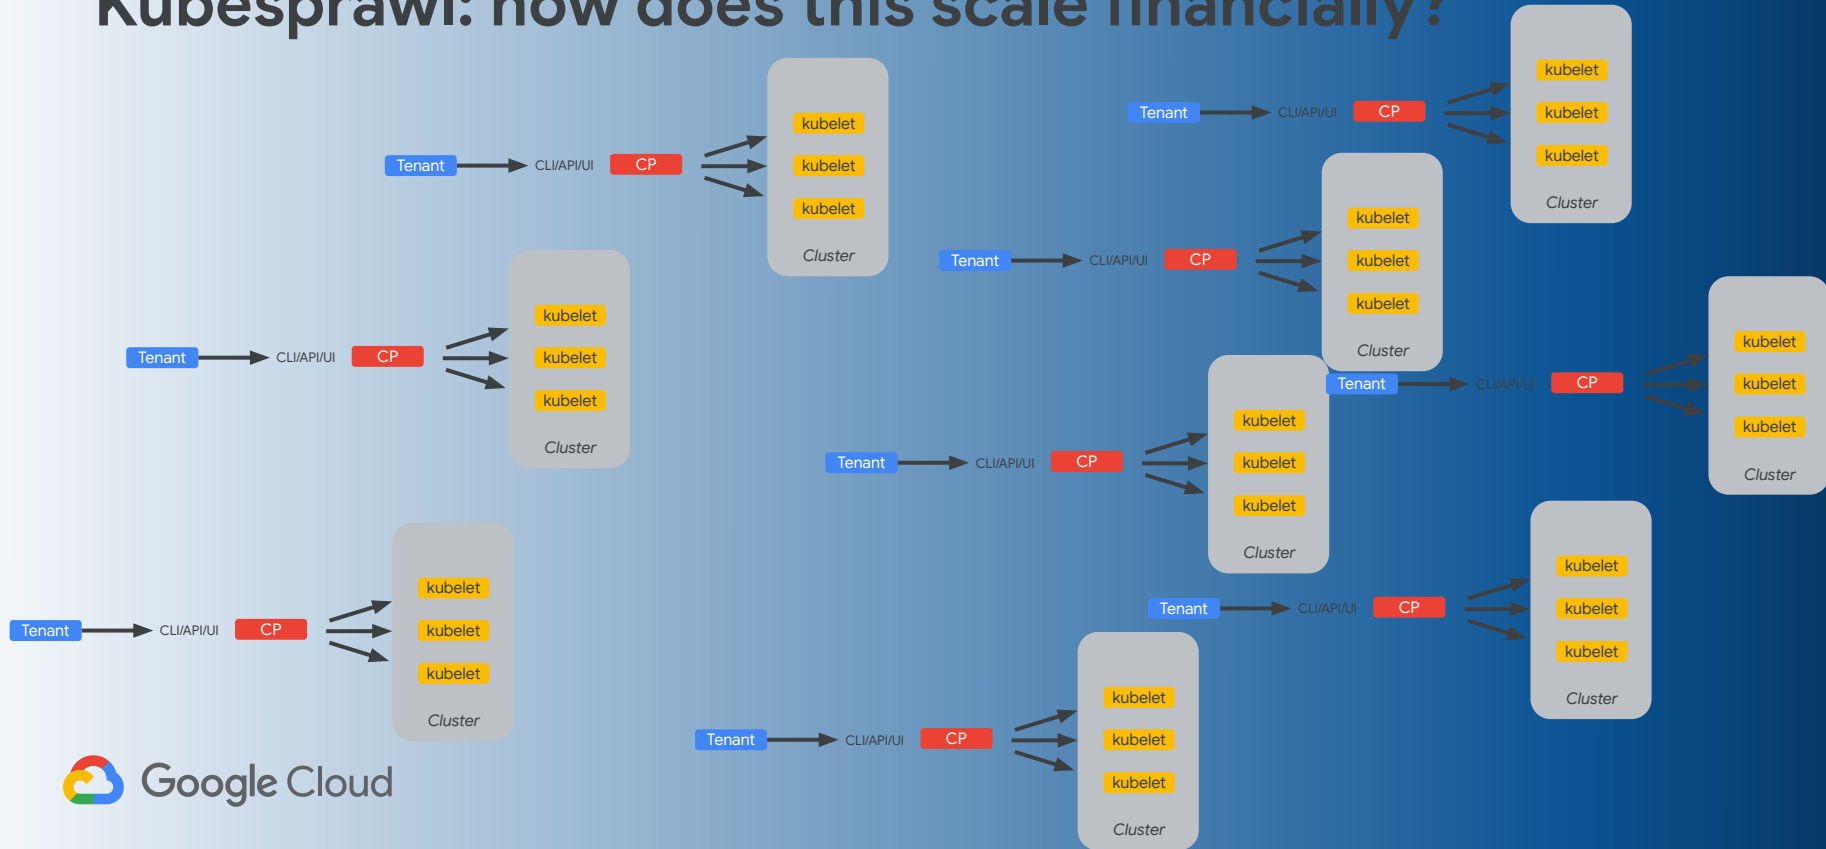 Kubesprawl: how does this scale financially?
Tenant CLI/API/UI CP
kubelet
kubelet
kubelet
Cluster
Tenant CLI/API/UI CP
kubelet
kubelet
kubelet
Cluster
Tenant CLI/API/UI CP
kubelet
kubelet
kubelet
Cluster
Tenant CLI/API/UI CP
kubelet
kubelet
kubelet
Cluster
Tenant CLI/API/UI CP
kubelet
kubelet
kubelet
Cluster
Tenant CLI/API/UI CP
kubelet
kubelet
kubelet
Cluster
Tenant CLI/API/UI CP
kubelet
kubelet
kubelet
Cluster
Tenant CLI/API/UI CP
kubelet
kubelet
kubelet
Cluster
Tenant CLI/API/UI CP
kubelet
kubelet
kubelet
Cluster
Google Cloud